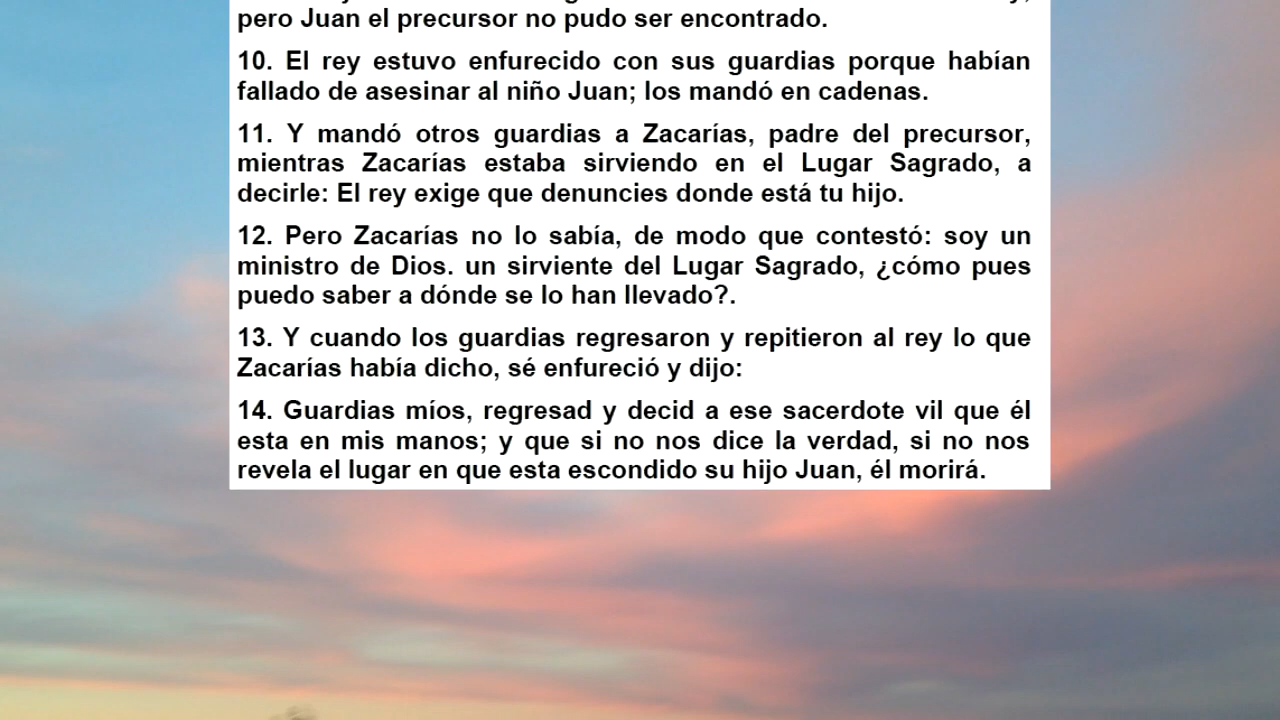 pero Juan el precursor no pudo ser encontrado.
10. El rey estuvo enfurecido con sus guardias porque habían
fallado de asesinar al niño Juan; los mandó en cadenas.
11. Y mandó otros guardias a Zacarías, padre del precursor,
mientras Zacarías estaba sirviendo en el Lugar Sagrado, a
decirle: El rey exige que denuncies donde está tu hijo.
12. Pero Zacarías no lo sabía, de modo que contestó: soy un
ministro de Dios. un sirviente del Lugar Sagrado, ¿cómo pues
puedo saber a dónde se lo han llevado?.
13. Y cuando los guardias regresaron y repitieron al rey lo que
Zacarías había dicho, sé enfureció y dijo:
14. Guardias míos, regresad y decid a ese sacerdote vil que él
esta en mis manos; y que si no nos dice la verdad, si no nos
revela el lugar en que esta escondido su hijo Juan, él morirá.